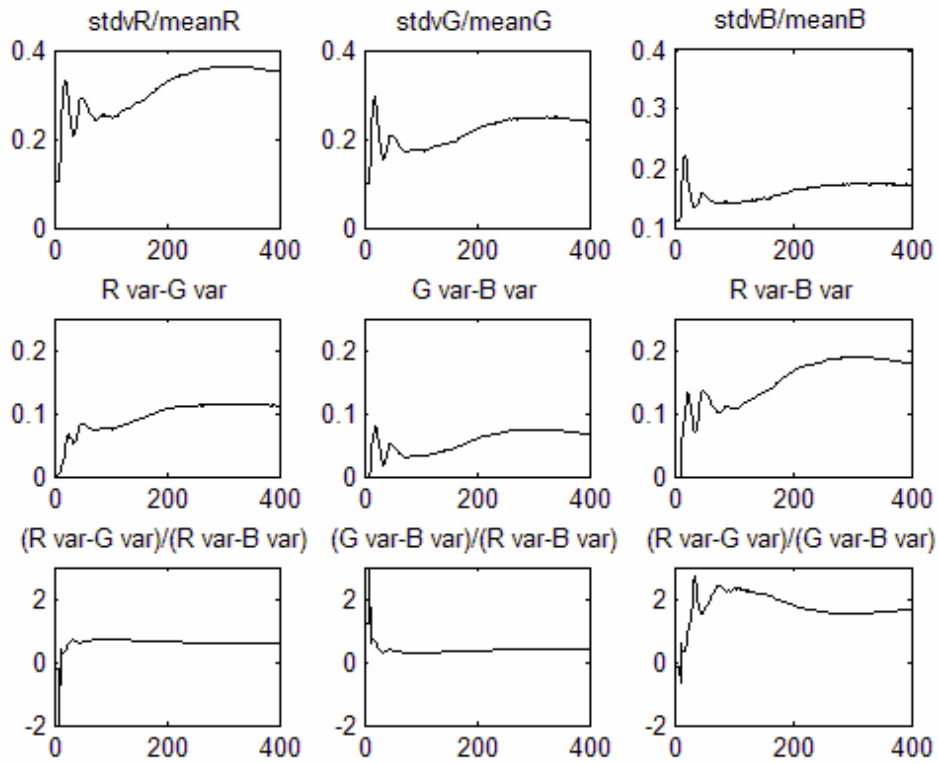 stdvR/meanR stdvG/meanG stdvB/meanB
0.4 0.4 0.4
0.3
0.2 0.2
0.2
0 0 0.1
0 200 400 0 200 400 0 200 400
R var-G var G var-B var R var-B var
0.2 0.2 0.2
0.1 0.1 0.1
0 0 0
0 200 400 0 200 400 0 200 400
(R var-G var)/(R var-B var) (G var-B var)/(R var-B var) (R var-G var)/(G var-B var)
2 2 2
0 0 0
-2 -2 -2
0 200 400 0 200 400 0 200 400